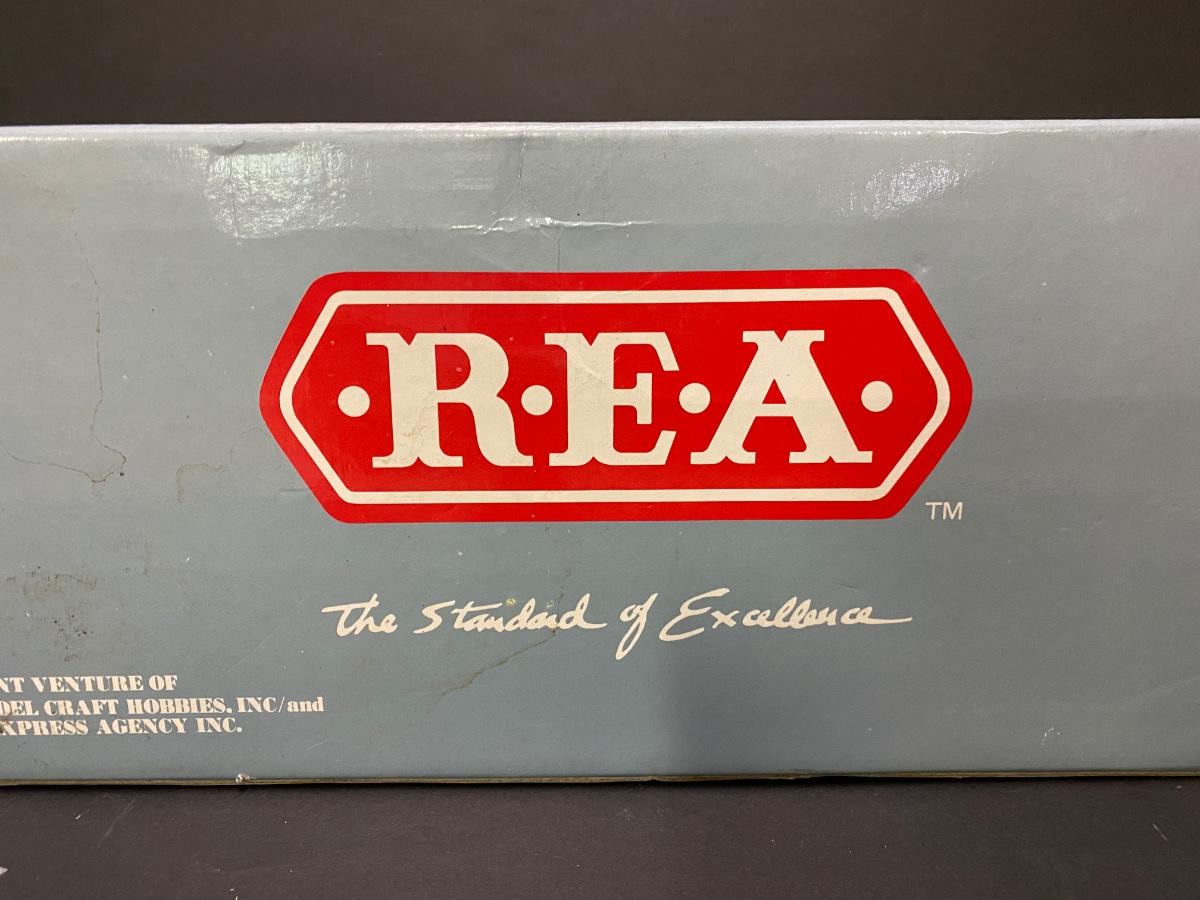 ·R·E·A·
TM
The Standard of Excellence
NT VENTURE OF
DEL CRAFT HOBBIES, INC/and
XPRESS AGENCY INC.